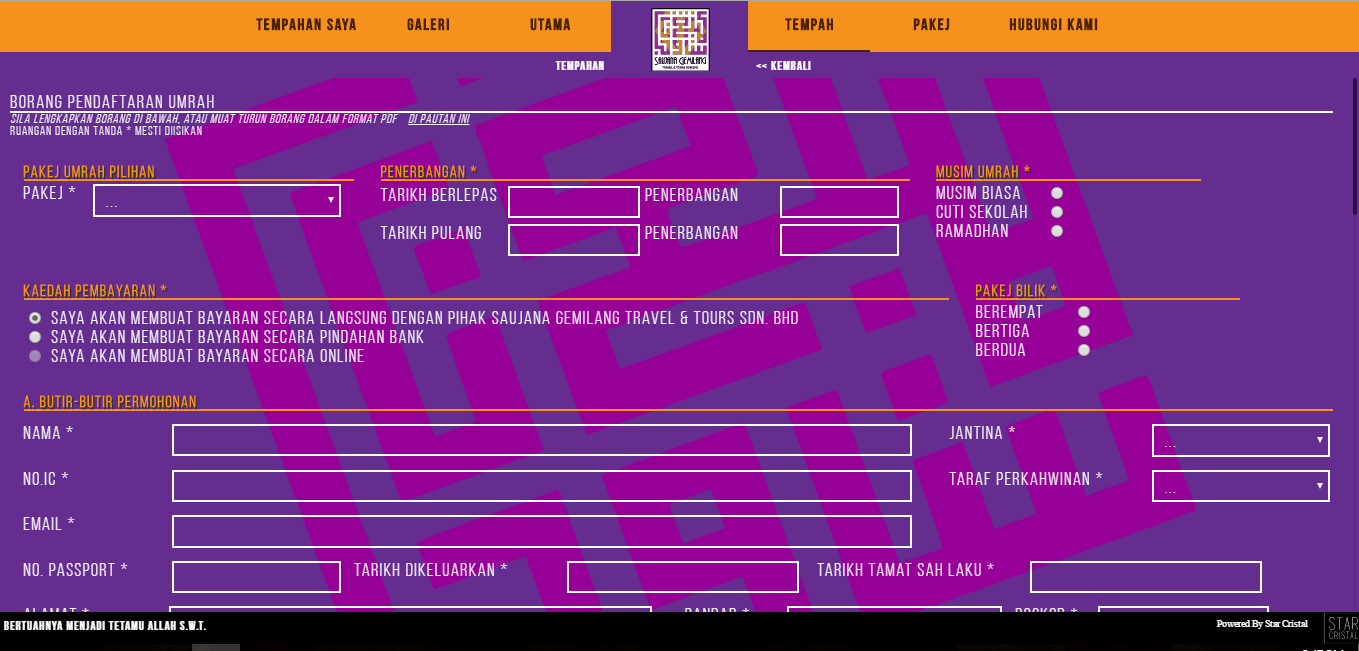 TEMPAHAN SAYA GALERI UTAMA TEMPAH PAKEJ HUBUNGI KAMI
SAUJANA GEMILANG
TEMPAHAN << KEMBALI
BORANG PENDAFTARAN UMRAH
SILA LENGKAPKAN BORANG DI BAWAH, ATAU MUAT TURUN BORANG DALAM FORMAT PDF DI PAUTAN INI
RUANGAN DENGAN TANDA * MESTI DIISIKAN
PAKEJ UMRAH PILIHAN PENERBANGAN * MUSIM UMRAH *
PAKEJ * ... TARIKH BERLEPAS PENERBANGAN MUSIM BIASA
CUTI SEKOLAH
TARIKH PULANG PENERBANGAN RAMADHAN
KAEDAH PEMBAYARAN * PAKEJ BILIK *
SAYA AKAN MEMBUAT BAYARAN SECARA LANGSUNG DENGAN PIHAK SAUJANA GEMILANG TRAVEL & TOURS SDN. BHD BEREMPAT
SAYA AKAN MEMBUAT BAYARAN SECARA PINDAHAN BANK BERTIGA
SAYA AKAN MEMBUAT BAYARAN SECARA ONLINE BERDUA
A. BUTIR-BUTIR PERMOHONAN
NAMA * JANTINA * ...
NO.IC * TARAF PERKAHWINAN * ...
EMAIL *
NO. PASSPORT * TARIKH DIKELUARKAN * TARIKH TAMAT SAH LAKU *
ALAMAT * BANDAR * POSKOD *
BERTUAHNYA MENJADI TETAMU ALLAH S.W.T. Powered By Star Cristal STAR
CRISTAL